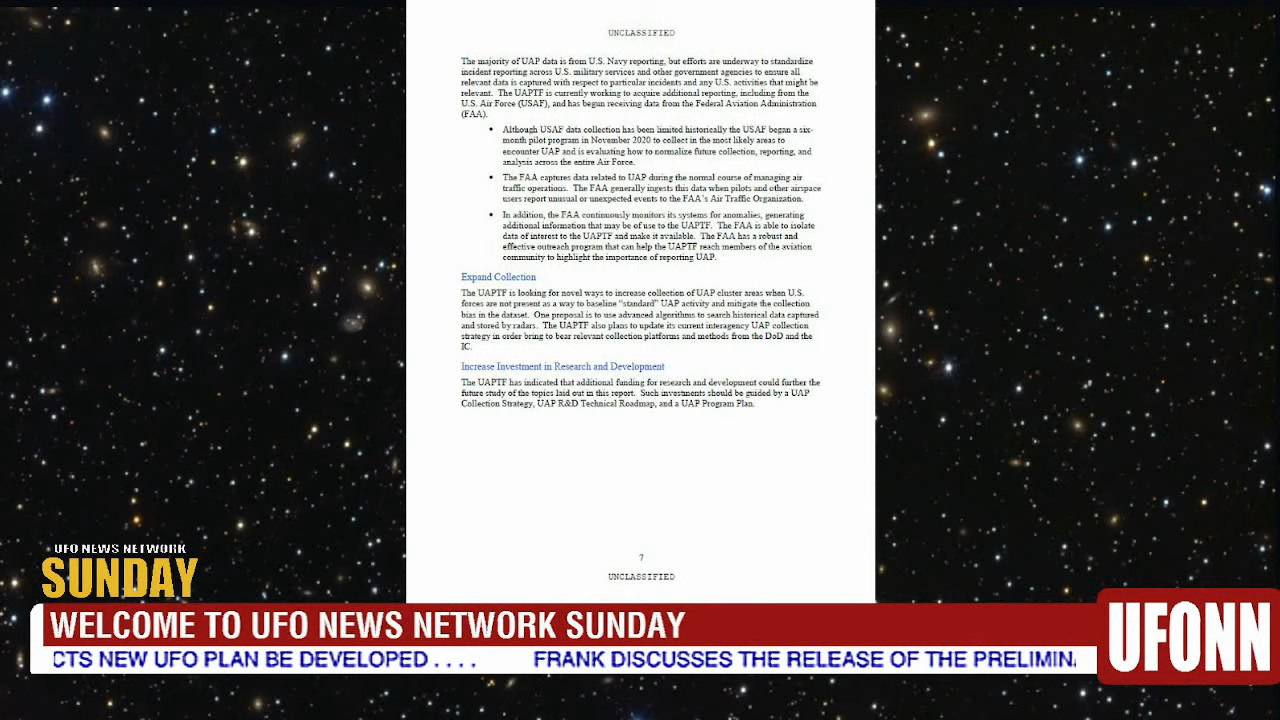 UNCLASSIFIED
The majority of UAP data is from U.S. Navy reporting, but efforts are underway to standardize
incident reporting across U.S. military services and other government agencies to ensure all
relevant data is captured with respect to particular incidents and any U.S. activities that might be
relevant. The UAPTF is currently working to acquire additional reporting, including from the
U.S. Air Force (USAF), and has begun receiving data from the Federal Aviation Administration
(FAA).
• Although USAF data collection has been limited historically the USAF began a six-
month pilot program in November 2020 to collect in the most likely areas to
encounter UAP and is evaluating how to normalize future collection, reporting, and
analysis across the entire Air Force.
• The FAA captures data related to UAP during the normal course of managing air
traffic operations. The FAA generally ingests this data when pilots and other airspace
users report unusual or unexpected events to the FAA's Air Traffic Organization.
• In addition, the FAA continuously monitors its systems for anomalies, generating
additional information that may be of use to the UAPTF. The FAA is able to isolate
data of interest to the UAPTF and make it available. The FAA has a robust and
effective outreach program that can help the UAPTF reach members of the aviation
community to highlight the importance of reporting UAP.
Expand Collection
The UAPTF is looking for novel ways to increase collection of UAP cluster areas when U.S.
forces are not present as a way to baseline "standard" UAP activity and mitigate the collection
bias in the dataset. One proposal is to use advanced algorithms to search historical data captured
and stored by radars. The UAPTF also plans to update its current interagency UAP collection
strategy in order bring to bear relevant collection platforms and methods from the DoD and the
IC.
Increase Investment in Research and Development
The UAPTF has indicated that additional funding for research and development could further the
future study of the topics laid out in this report. Such investments should be guided by a UAP
Collection Strategy, UAP R&D Technical Roadmap, and a UAP Program Plan.
7
UNCLASSIFIED
UFO NEWS NETWORK
SUNDAY
WELCOME TO UFO NEWS NETWORK SUNDAY
CTS NEW UFO PLAN BE DEVELOPED . . . . FRANK DISCUSSES THE RELEASE OF THE PRELIMIN
UFONN